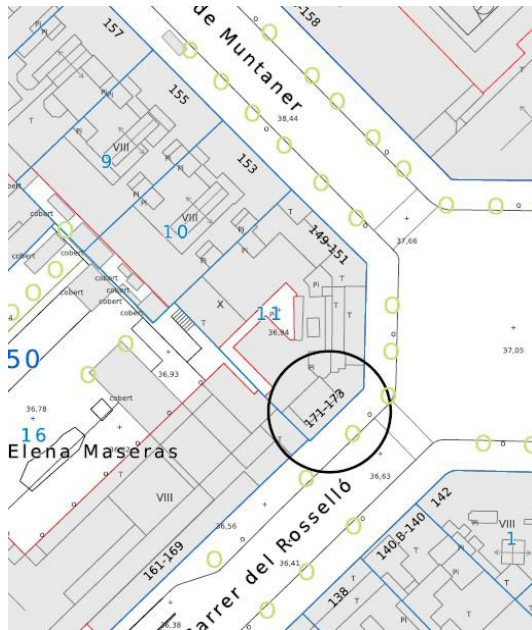 de Muntaner
157
-158
155
38,44
VIII
9
153
VIII
10
cobert
cobert
cobert
cobert
cobert
cobert
149-151
37,66
X
T
11
36,94
50
36,93
37,05
171-173
cobert
36,78
16
Elena Maseras
36,63
VIII
142
VIII
1
140.B-140
36,56
161-169
36,41
138
Carrer del Rosselló
36,38